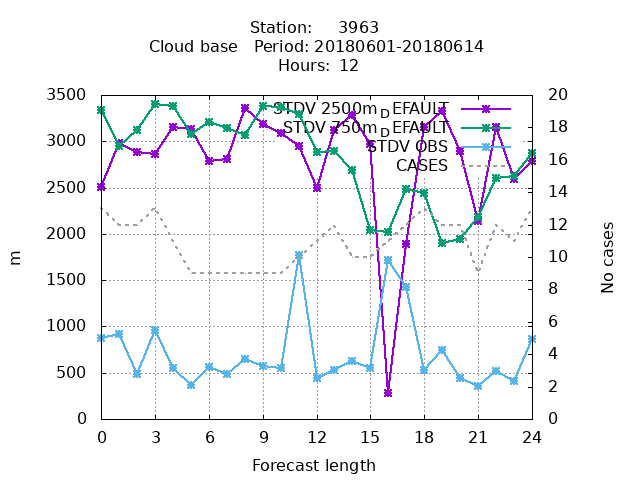 Station: 3963
Cloud base Period: 20180601-20180614
Hours: 12
3500
3000
2500
2000
1500
1000
500
0
m
STDV 2500m_DEFAULT
STDV 750m_DEFAULT
STDV OBS
CASES
20
18
16
14
12
10
8
6
4
2
0
No cases
0 3 6 9 12 15 18 21 24
Forecast length